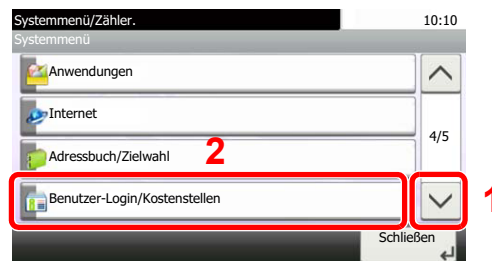 Systemmenü/Zähler. 10:10
Systemmenü
Anwendungen
Internet
4/5
Adressbuch/Zielwahl 2
Benutzer-Login/Kostenstellen 1
Schließen